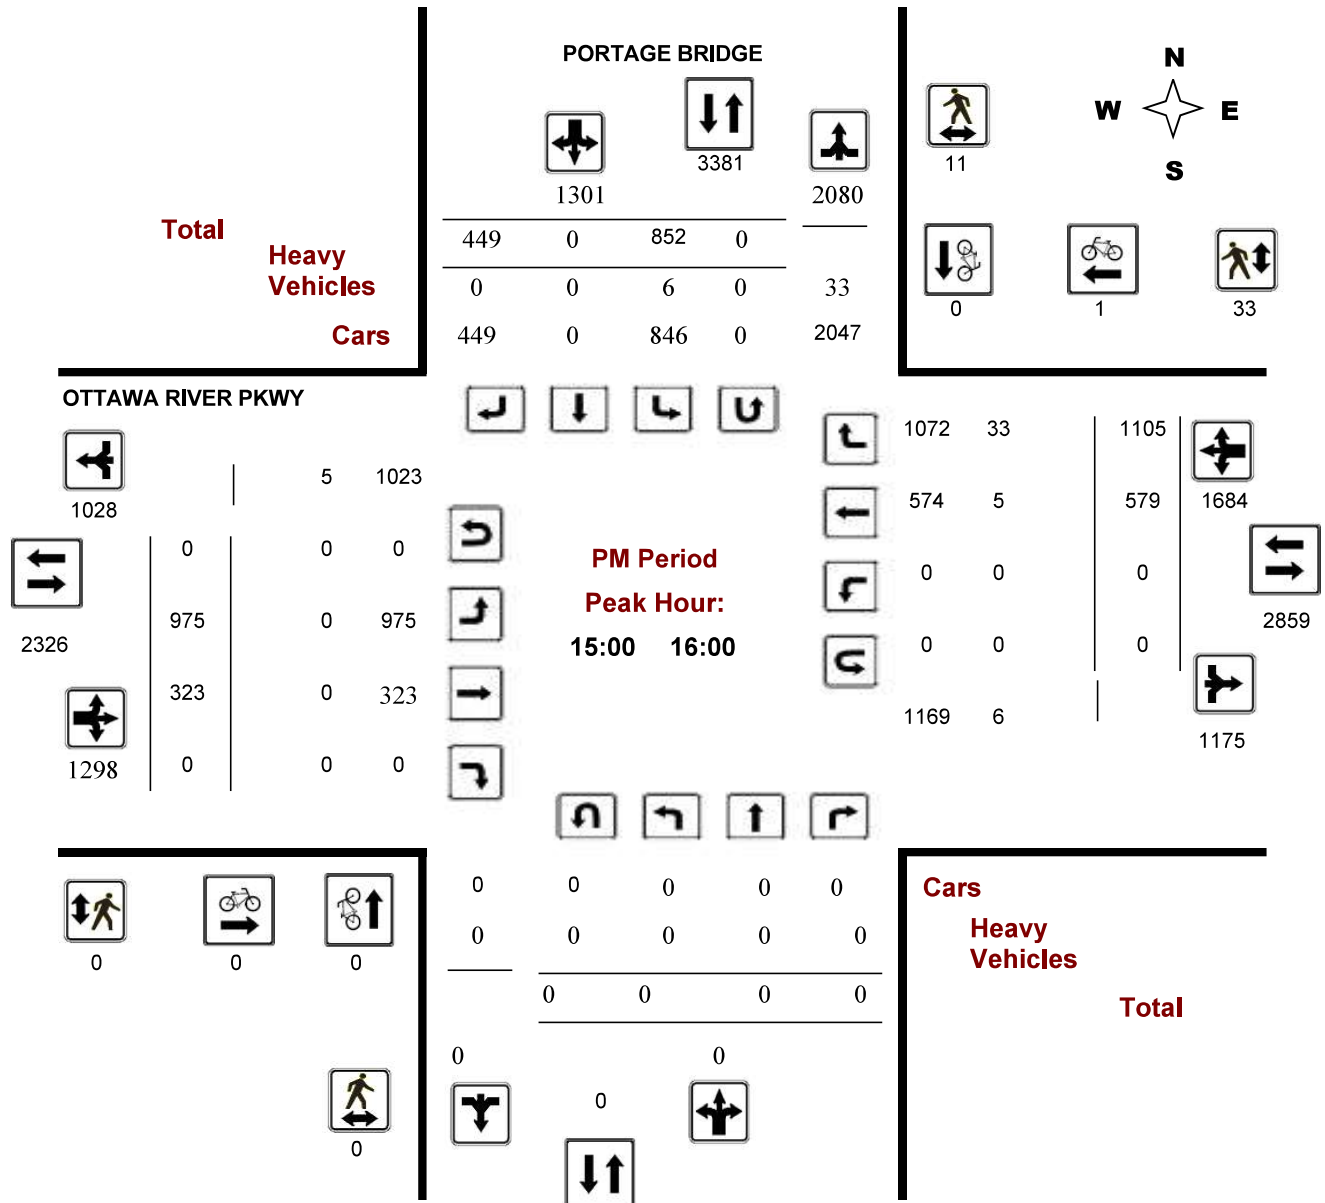 PORTAGE BRIDGE
N
W E
S
3381
11
1301
2080
Total
449 0 852 0
Heavy
Vehicles
0 0 6 0 33
0 1 33
Cars
449 0 846 0 2047
OTTAWA RIVER PKWY
1072 33 1105
5 1023
1028
574 5 579 1684
0 0 0
PM Period
0 0 0
Peak Hour:
975 0 975
2859
2326
15:00 16:00
0 0 0
323 0 323
1169 6
1175
1298
0 0 0
0 0 0 0 0
Cars
0 0 0 0 0
Heavy
Vehicles
0 0 0
0 0 0 0
Total
0 0
0
0